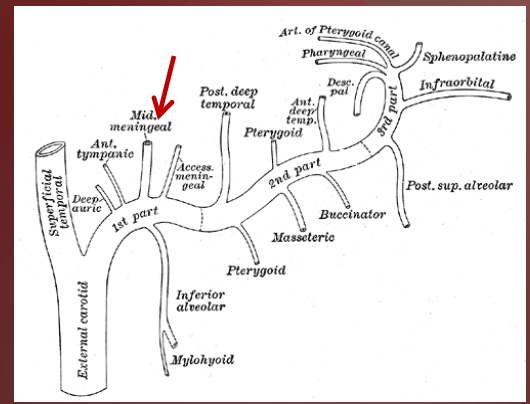 Art. of Pterygoid canal
Pharyngeal
Sphenopalatine
Desc.
pal
Infraorbital
Post. deep
temporal
Ant.
deep
temp.
3rd part
Mid.
meningeal
Pterygoid
Ant.
tympanic
Access.
menin-
geal
2nd part
Post. sup. alveolar
Superficial
temporal
Deep
auric.
1st part
Buccinator
Masseteric
Pterygoid
Inferior
alveolar
External carotid
Mylohyoid